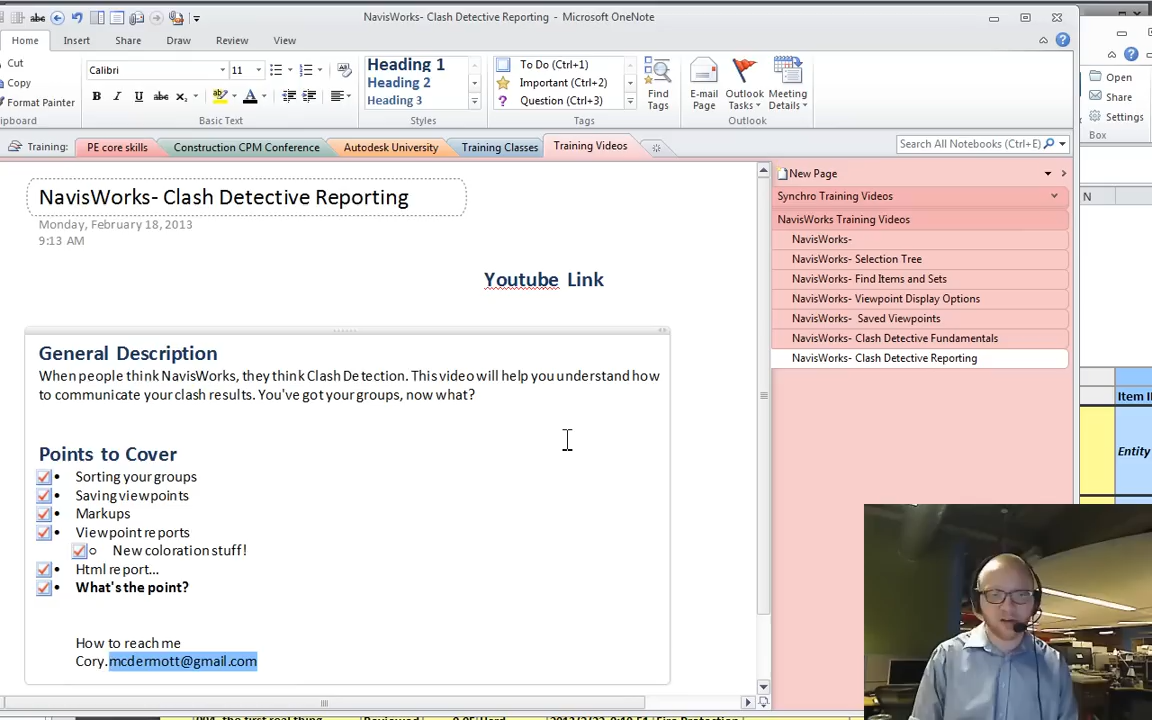 NavisWorks- Clash Detective Reporting - Microsoft OneNote
Home Insert Share Draw Review View
Cut
Copy
Format Painter
Calibri 11
Heading 1
Heading 2
Heading 3
To Do (Ctrl+1)
Important (Ctrl+2)
Question (Ctrl+3)
Find Tags
E-mail Page
Outlook Tasks
Meeting Details
Open
Share
Settings
Box
lipboard
Basic Text
Styles
Tags
Outlook
Training:
PE core skills
Construction CPM Conference
Autodesk University
Training Classes
Training Videos
Search All Notebooks (Ctrl+E)
NavisWorks- Clash Detective Reporting
Monday, February 18, 2013
9:13 AM
Youtube Link
General Description
When people think NavisWorks, they think Clash Detection. This video will help you understand how
to communicate your clash results. You've got your groups, now what?
Points to Cover
• Sorting your groups
• Saving viewpoints
• Markups
• Viewpoint reports
○ New coloration stuff!
• Html report...
• What's the point?
How to reach me
Cory.mcdermott@gmail.com
New Page
Synchro Training Videos
NavisWorks Training Videos
NavisWorks-
NavisWorks- Selection Tree
NavisWorks- Find Items and Sets
NavisWorks- Viewpoint Display Options
NavisWorks- Saved Viewpoints
NavisWorks- Clash Detective Fundamentals
NavisWorks- Clash Detective Reporting
N
Item I
Entity